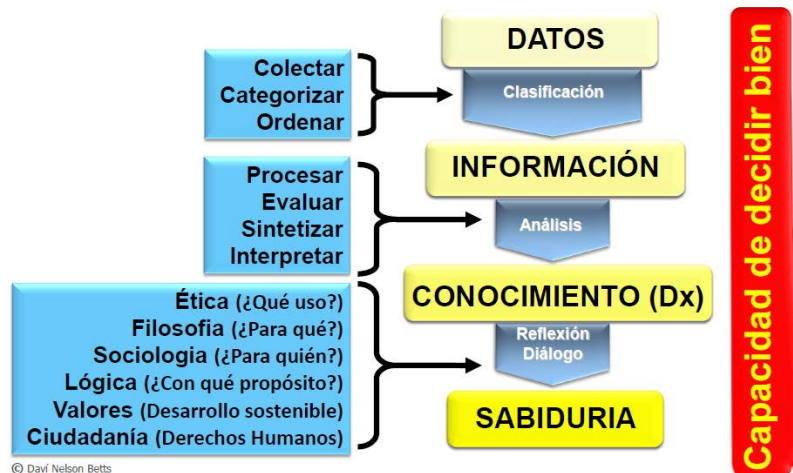 DATOS
Colectar
Categorizar
Ordenar
Clasificación
INFORMACIÓN
Procesar
Evaluar
Sintetizar
Interpretar
Análisis
CONOCIMIENTO (Dx)
Ética (¿Qué uso?)
Filosofia (¿Para qué?)
Sociologia (¿Para quién?)
Lógica (¿Con qué propósito?)
Valores (Desarrollo sostenible)
Ciudadanía (Derechos Humanos)
Reflexión
Diálogo
SABIDURIA
Capacidad de decidir bien
© Daví Nelson Betts